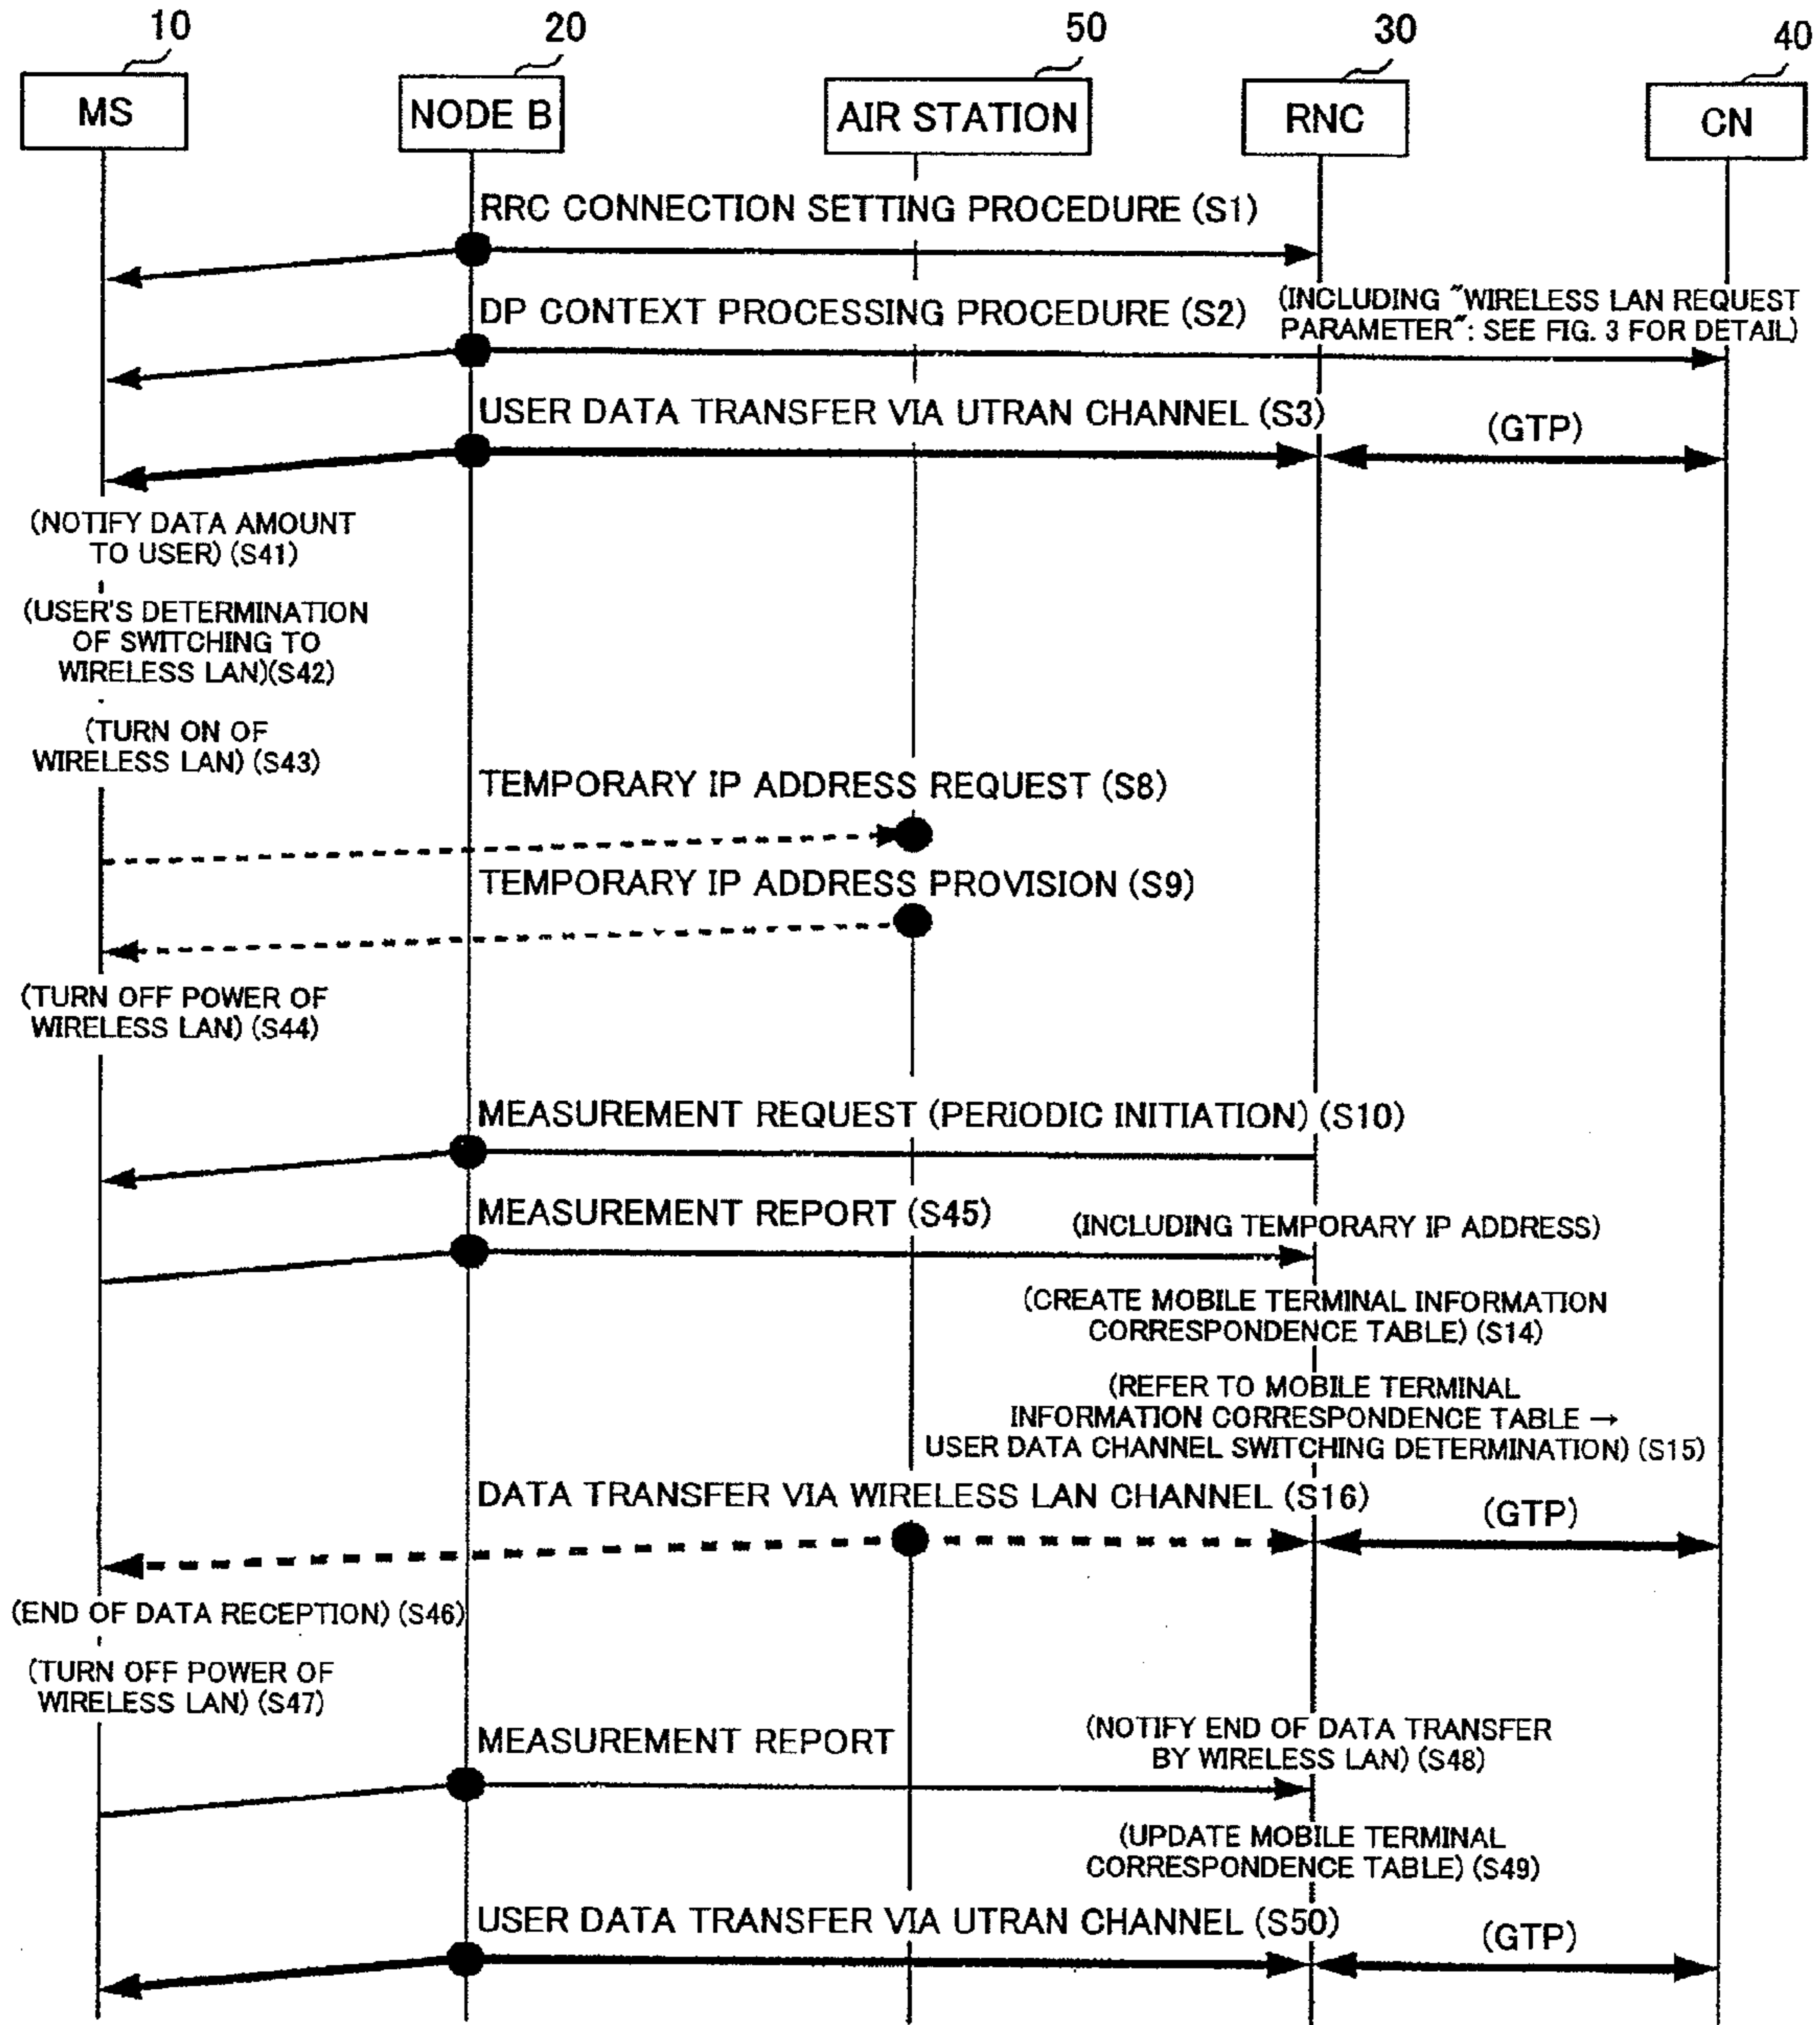 10
20
50
30
40
MS
NODE B
AIR STATION
RNC
CN
RRC CONNECTION SETTING PROCEDURE (S1)
DP CONTEXT PROCESSING PROCEDURE (S2)
(INCLUDING "WIRELESS LAN REQUEST
PARAMETER": SEE FIG. 3 FOR DETAIL)
USER DATA TRANSFER VIA UTRAN CHANNEL (S3)
(GTP)
(NOTIFY DATA AMOUNT
TO USER) (S41)
(USER'S DETERMINATION
OF SWITCHING TO
WIRELESS LAN)(S42)
(TURN ON OF
WIRELESS LAN) (S43)
TEMPORARY IP ADDRESS REQUEST (S8)
TEMPORARY IP ADDRESS PROVISION (S9)
(TURN OFF POWER OF
WIRELESS LAN) (S44)
MEASUREMENT REQUEST (PERIODIC INITIATION) (S10)
MEASUREMENT REPORT (S45)
(INCLUDING TEMPORARY IP ADDRESS)
(CREATE MOBILE TERMINAL INFORMATION
CORRESPONDENCE TABLE) (S14)
(REFER TO MOBILE TERMINAL
INFORMATION CORRESPONDENCE TABLE →
USER DATA CHANNEL SWITCHING DETERMINATION) (S15)
DATA TRANSFER VIA WIRELESS LAN CHANNEL (S16)
(GTP)
(END OF DATA RECEPTION) (S46)
(TURN OFF POWER OF
WIRELESS LAN) (S47)
MEASUREMENT REPORT
(NOTIFY END OF DATA TRANSFER
BY WIRELESS LAN) (S48)
(UPDATE MOBILE TERMINAL
CORRESPONDENCE TABLE) (S49)
USER DATA TRANSFER VIA UTRAN CHANNEL (S50)
(GTP)